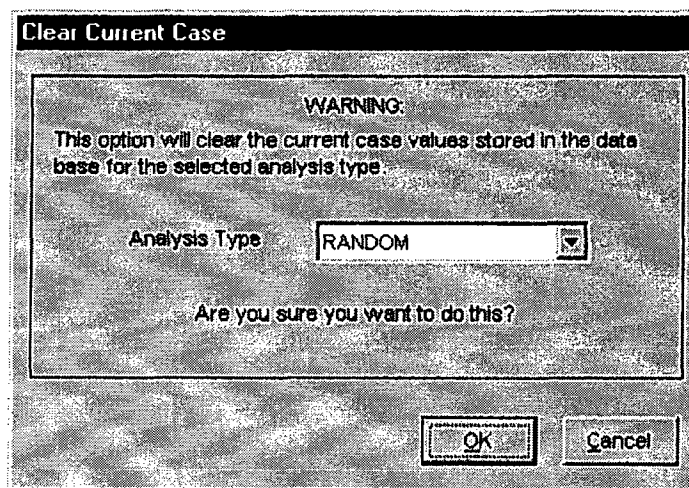 Clear Current Case
WARNING:
This option will clear the current case values stored in the data
base for the selected analysis type.
Analysis Type RANDOM
Are you sure you want to do this?
OK Cancel